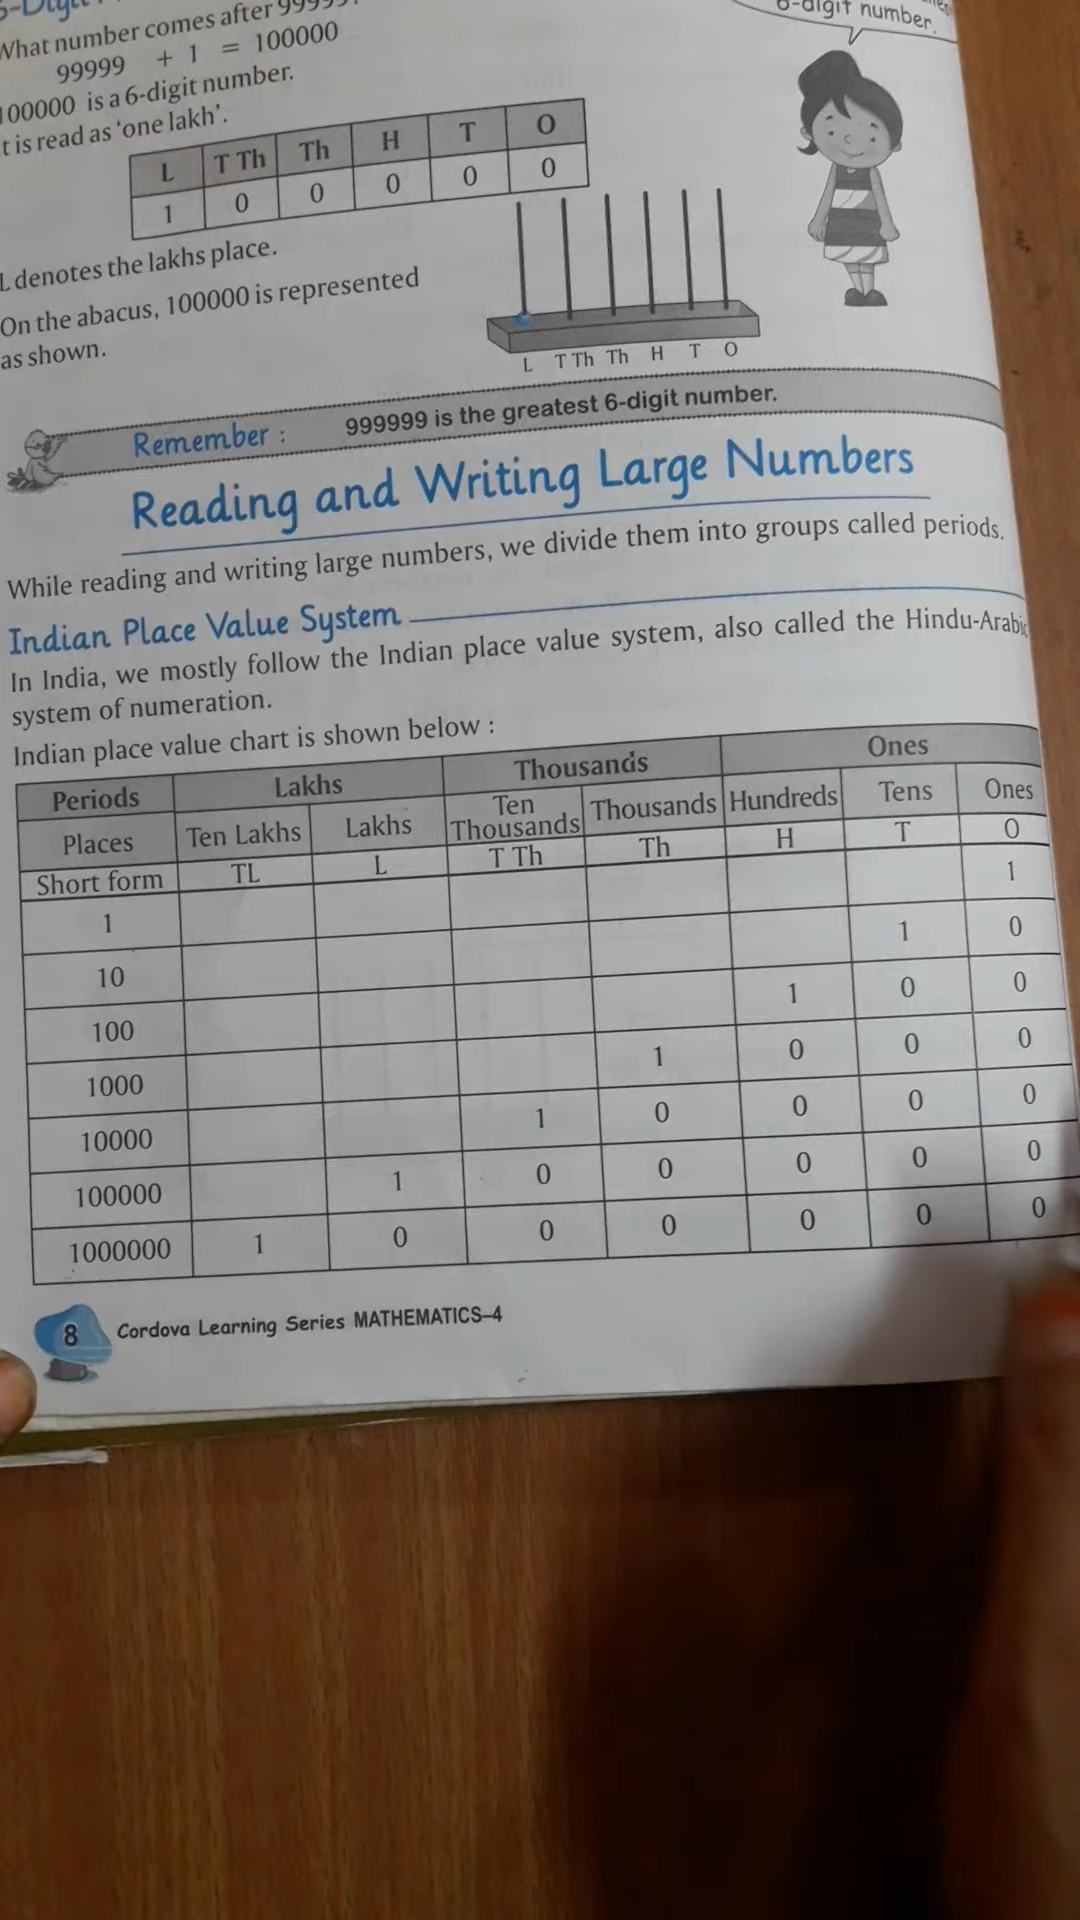 6-digit number.
What number comes after
99999 + 1 = 100000
100000 is a 6-digit number.
t is read as 'one lakh'.
L T Th Th H T O
1 0 0 0 0 0
L denotes the lakhs place.
On the abacus, 100000 is represented
as shown.
L T Th Th H T O
Remember : 999999 is the greatest 6-digit number.
Reading and Writing Large Numbers
While reading and writing large numbers, we divide them into groups called periods.
Indian Place Value System
In India, we mostly follow the Indian place value system, also called the Hindu-Arabic
system of numeration.
Indian place value chart is shown below :
Periods Lakhs Thousands Ones
Places Ten Lakhs Lakhs Ten Thousands Thousands Hundreds Tens Ones
Short form TL L T Th Th H T O
1 1
10 1 0
100 1 0 0
1000 1 0 0 0
10000 1 0 0 0 0
100000 1 0 0 0 0 0
1000000 1 0 0 0 0 0 0
8 Cordova Learning Series MATHEMATICS–4